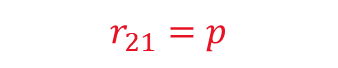 r₂₁ = p